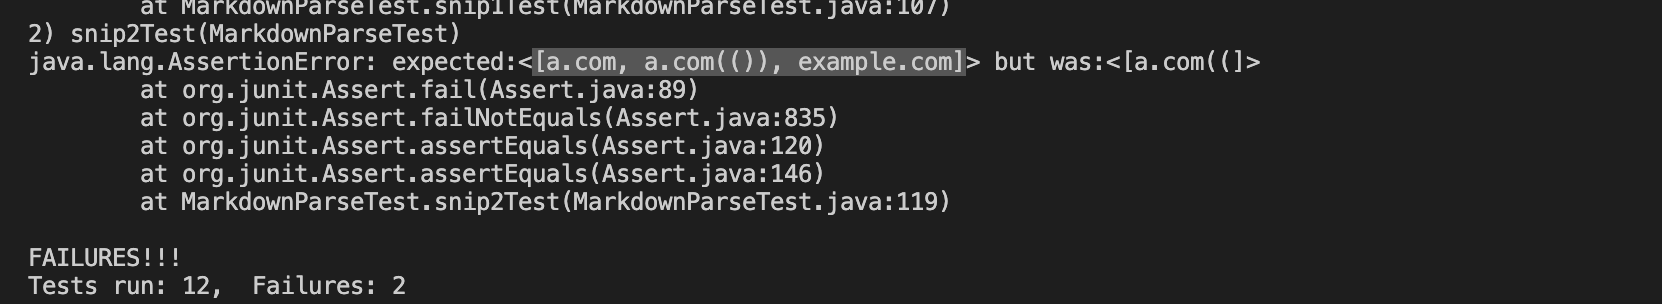 at MarkdownParseTest.snip1Test(MarkdownParseTest.java:107)
2) snip2Test(MarkdownParseTest)
java.lang.AssertionError: expected:<[a.com, a.com(()), example.com]> but was:<[a.com((]>
at org.junit.Assert.fail(Assert.java:89)
at org.junit.Assert.failNotEquals(Assert.java:835)
at org.junit.Assert.assertEquals(Assert.java:120)
at org.junit.Assert.assertEquals(Assert.java:146)
at MarkdownParseTest.snip2Test(MarkdownParseTest.java:119)
FAILURES!!!
Tests run: 12,  Failures: 2